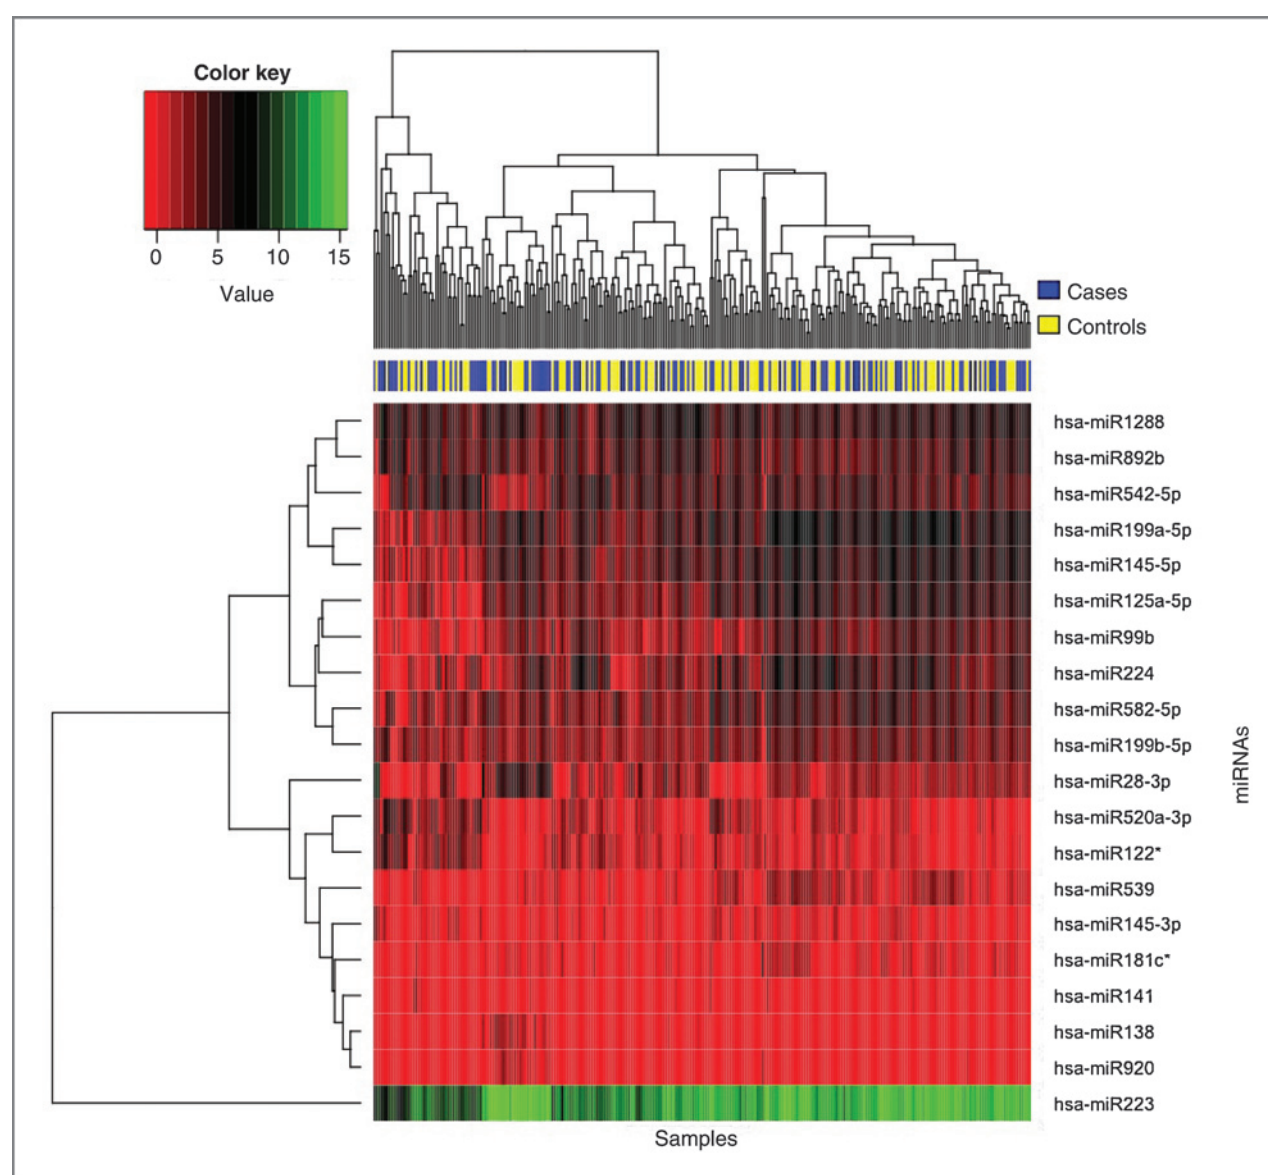 Color key
0 5 10 15
Value
Cases
Controls
hsa-miR1288
hsa-miR892b
hsa-miR542-5p
hsa-miR199a-5p
hsa-miR145-5p
hsa-miR125a-5p
hsa-miR99b
hsa-miR224
hsa-miR582-5p
hsa-miR199b-5p
hsa-miR28-3p
hsa-miR520a-3p
hsa-miR122*
hsa-miR539
hsa-miR145-3p
hsa-miR181c*
hsa-miR141
hsa-miR138
hsa-miR920
hsa-miR223
miRNAs
Samples